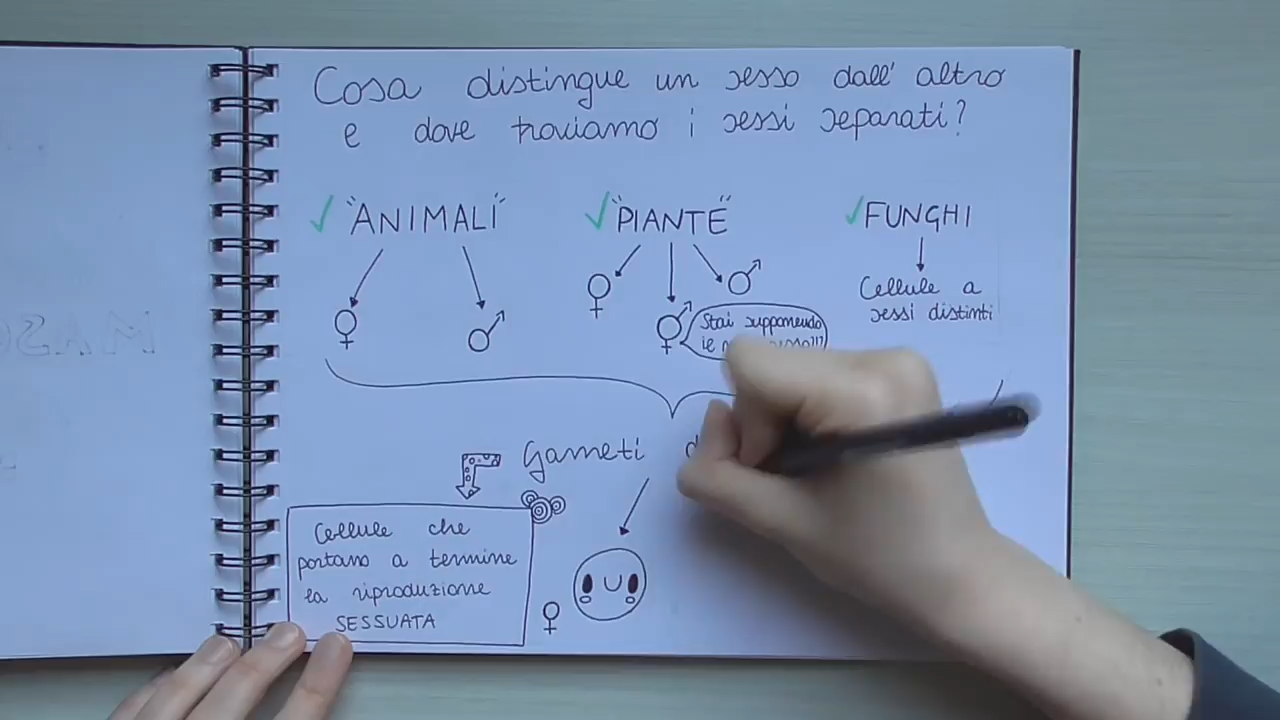 Cosa distingue un sesso dall'altro
e dove troviamo i sessi separati?
"ANIMALI"
"PIANTE"
FUNGHI
Cellule a
sessi distinti
Stai supponendo
Gameti
Cellule che
portano a termine
la riproduzione
SESSUATA